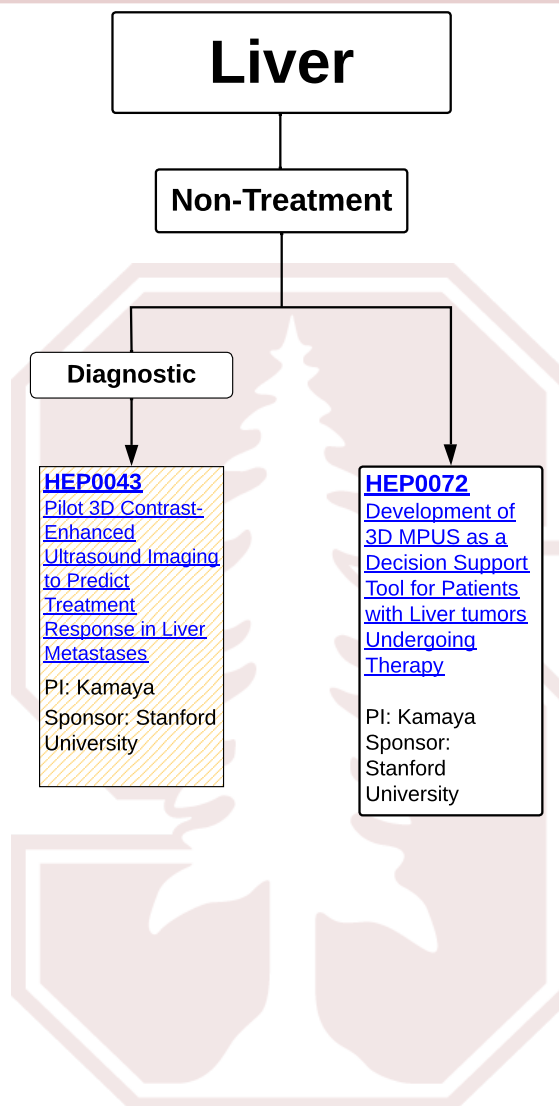 Liver
Non-Treatment
Diagnostic
HEP0043
Pilot 3D Contrast-
Enhanced
Ultrasound Imaging
to Predict
Treatment
Response in Liver
Metastases
PI: Kamaya
Sponsor: Stanford
University
HEP0072
Development of
3D MPUS as a
Decision Support
Tool for Patients
with Liver tumors
Undergoing
Therapy
PI: Kamaya
Sponsor:
Stanford
University